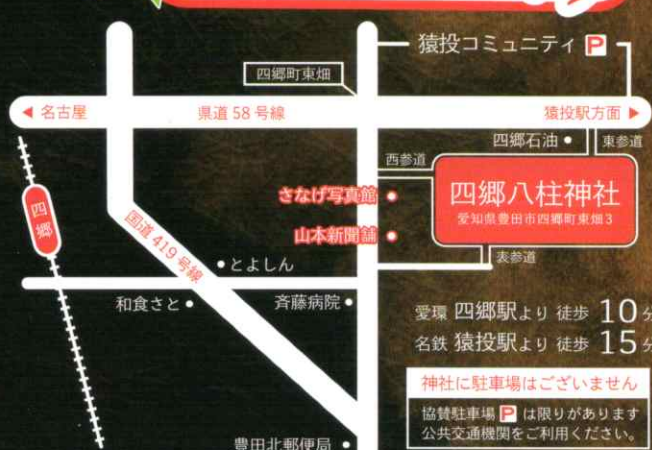 猿投コミュニティ P
四郷町東畑
◀ 名古屋
県道 58 号線
猿投駅方面 ▶
四郷石油
東参道
西参道
四郷
さなげ写真館
四郷八柱神社
愛知県豊田市四郷町東畑3
山本新聞舗
国道 419 号線
表参道
とよしん
和食さと
斉藤病院
愛環 四郷駅より 徒歩 10分
名鉄 猿投駅より 徒歩 15分
神社に駐車場はございません
協賛駐車場 P は限りがあります
公共交通機関をご利用ください。
豊田北郵便局